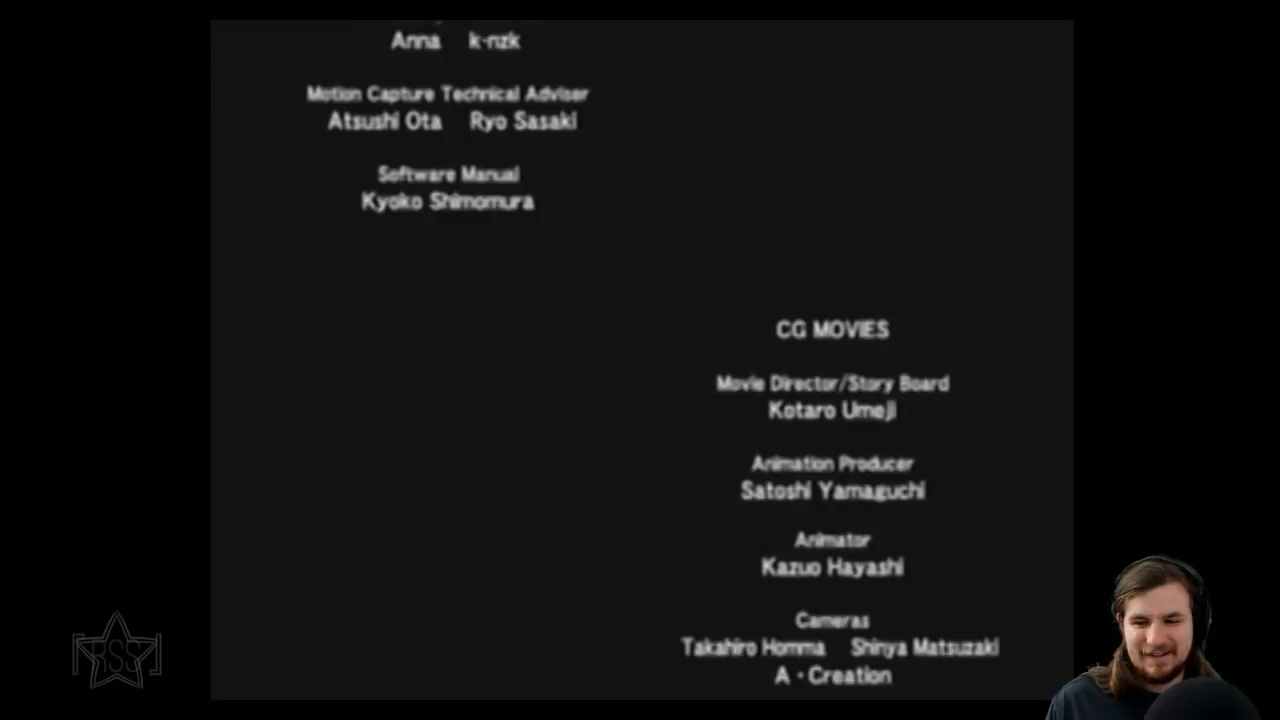 Anna k·nzk
Motion Capture Technical Adviser
Atsushi Ota Ryo Sasaki
Software Manual
Kyoko Shimomura
CG MOVIES
Movie Director/Story Board
Kotaro Umeji
Animation Producer
Satoshi Yamaguchi
Animator
Kazuo Hayashi
Cameras
Takahiro Homma Shinya Matsuzaki
A・Creation
[RSS]